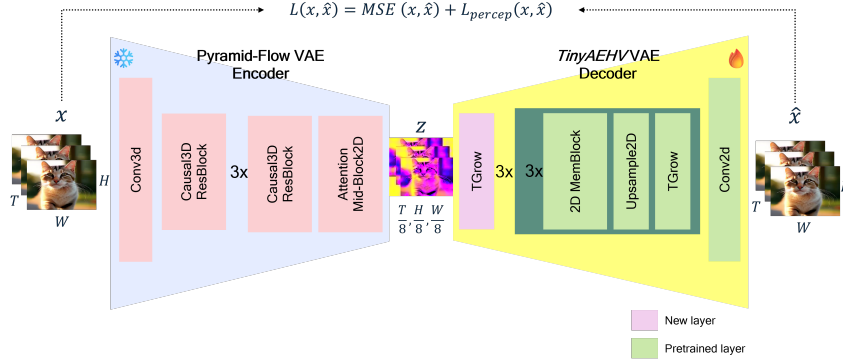 L(x, x̂) = MSE (x, x̂) + L_percep(x, x̂)
Pyramid-Flow VAE
Encoder
TinyAEHV VAE
Decoder
x
H
T
W
Conv3d
Causal3D
ResBlock
3x
Causal3D
ResBlock
Attention
Mid-Block2D
Z
T/8, H/8, W/8
TGrow
3x
3x
2D MemBlock
Upsample2D
TGrow
Conv2d
x̂
T
W
New layer
Pretrained layer